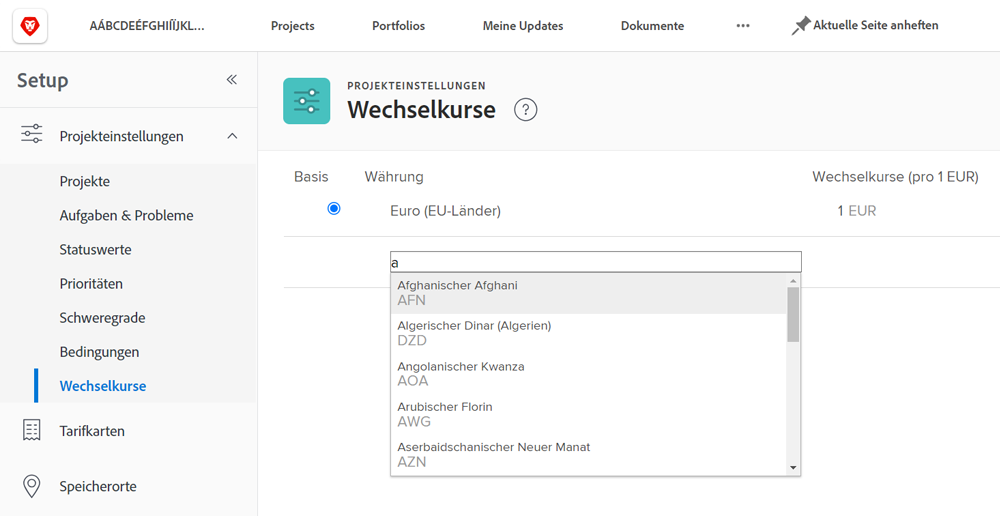 AÁBCDEÉFGHIÍÏJKL...
Projects
Portfolios
Meine Updates
Dokumente
Aktuelle Seite anheften
Setup
Projekteinstellungen
Projekte
Aufgaben & Probleme
Statuswerte
Prioritäten
Schweregrade
Bedingungen
Wechselkurse
Tarifkarten
Speicherorte
PROJEKTEINSTELLUNGEN
Wechselkurse ?
Basis Währung Wechselkurse (pro 1 EUR)
Euro (EU-Länder) 1 EUR
a
Afghanischer Afghani
AFN
Algerischer Dinar (Algerien)
DZD
Angolanischer Kwanza
AOA
Arubischer Florin
AWG
Aserbaidschanischer Neuer Manat
AZN